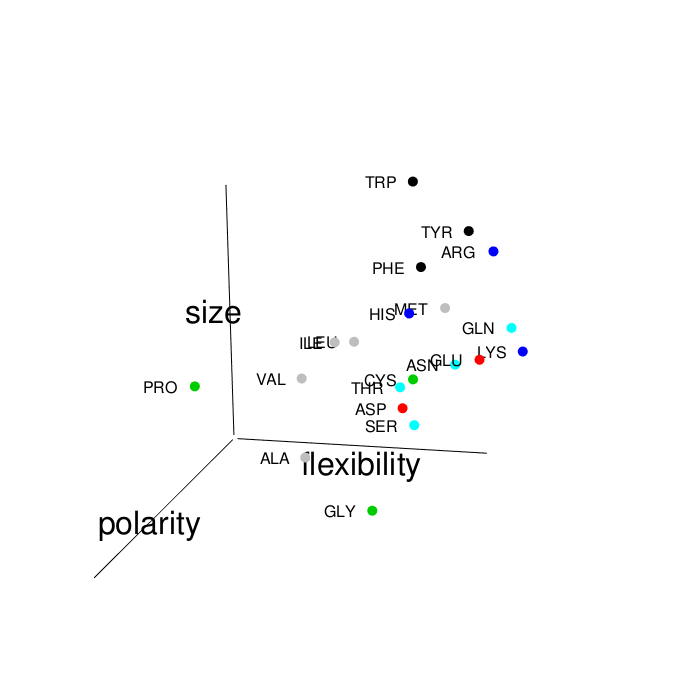 TRP
TYR
ARG
PHE
MET
HIS
size
GLN
ILE
LEU
LYS
GLU
ASN
VAL
CYS
PRO
THR
ASP
SER
ALA
flexibility
GLY
polarity